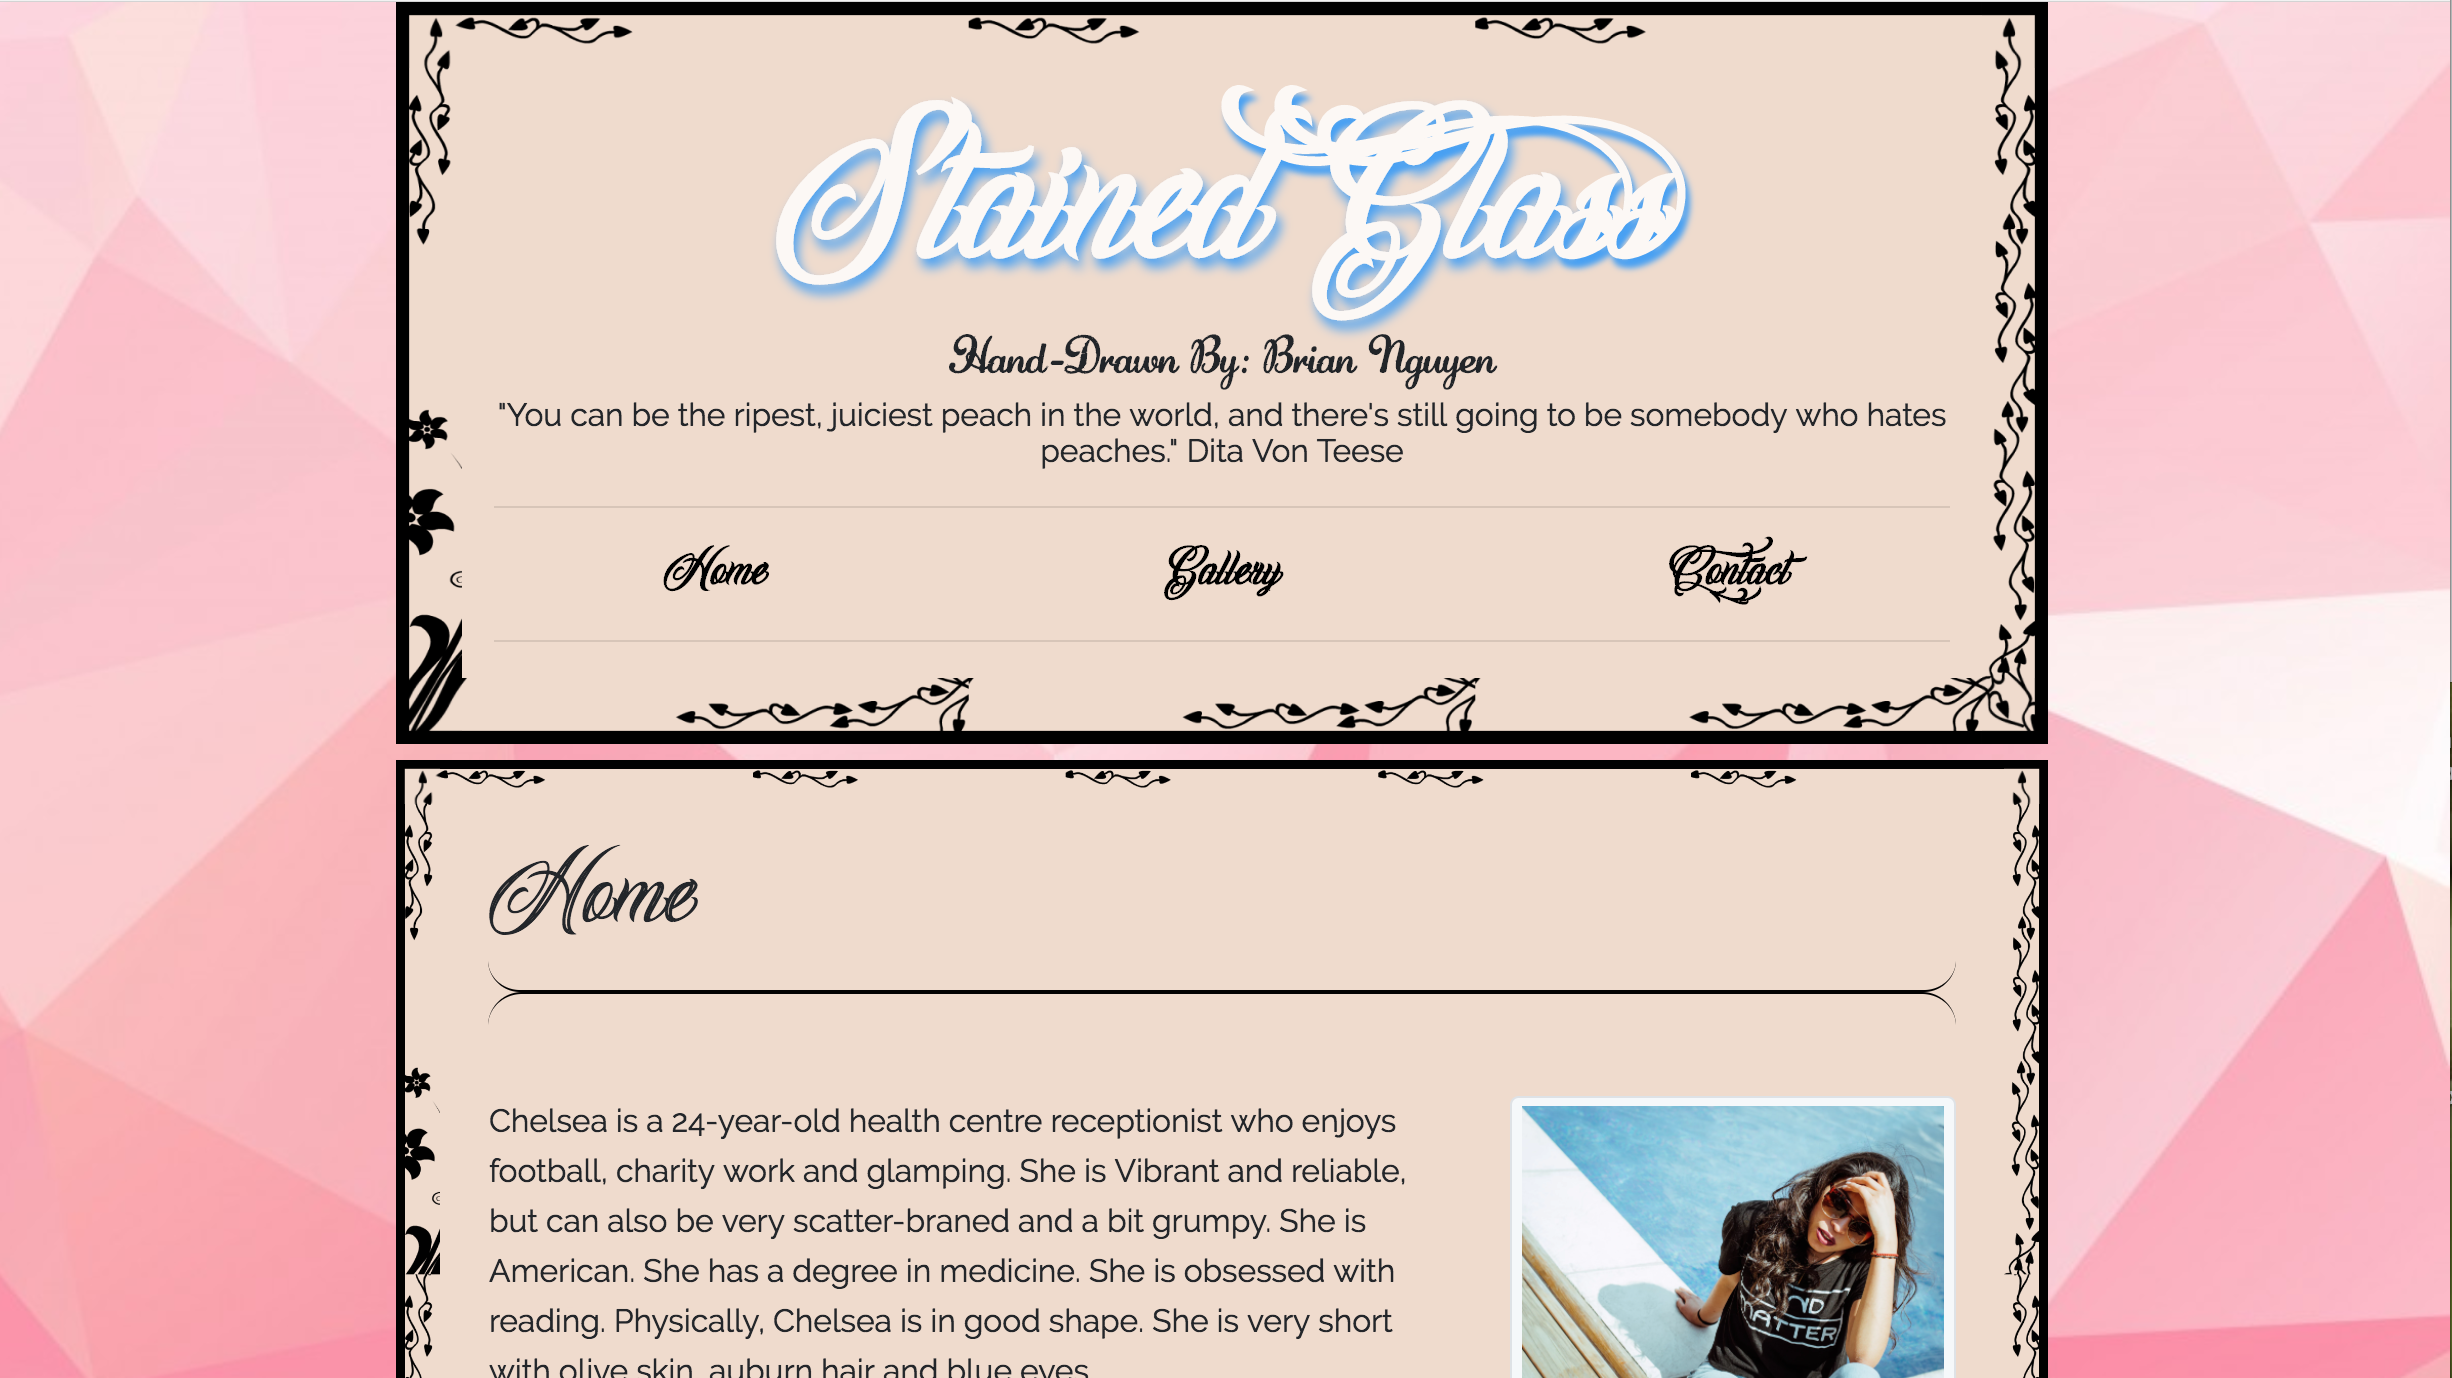 Stained Glass
Hand-Drawn By: Brian Nguyen
"You can be the ripest, juiciest peach in the world, and there's still going to be somebody who hates
peaches." Dita Von Teese
Home
Gallery
Contact
Home
Chelsea is a 24-year-old health centre receptionist who enjoys
football, charity work and glamping. She is Vibrant and reliable,
but can also be very scatter-braned and a bit grumpy. She is
American. She has a degree in medicine. She is obsessed with
reading. Physically, Chelsea is in good shape. She is very short
with olive skin, auburn hair and blue eyes.
ND
MATTER